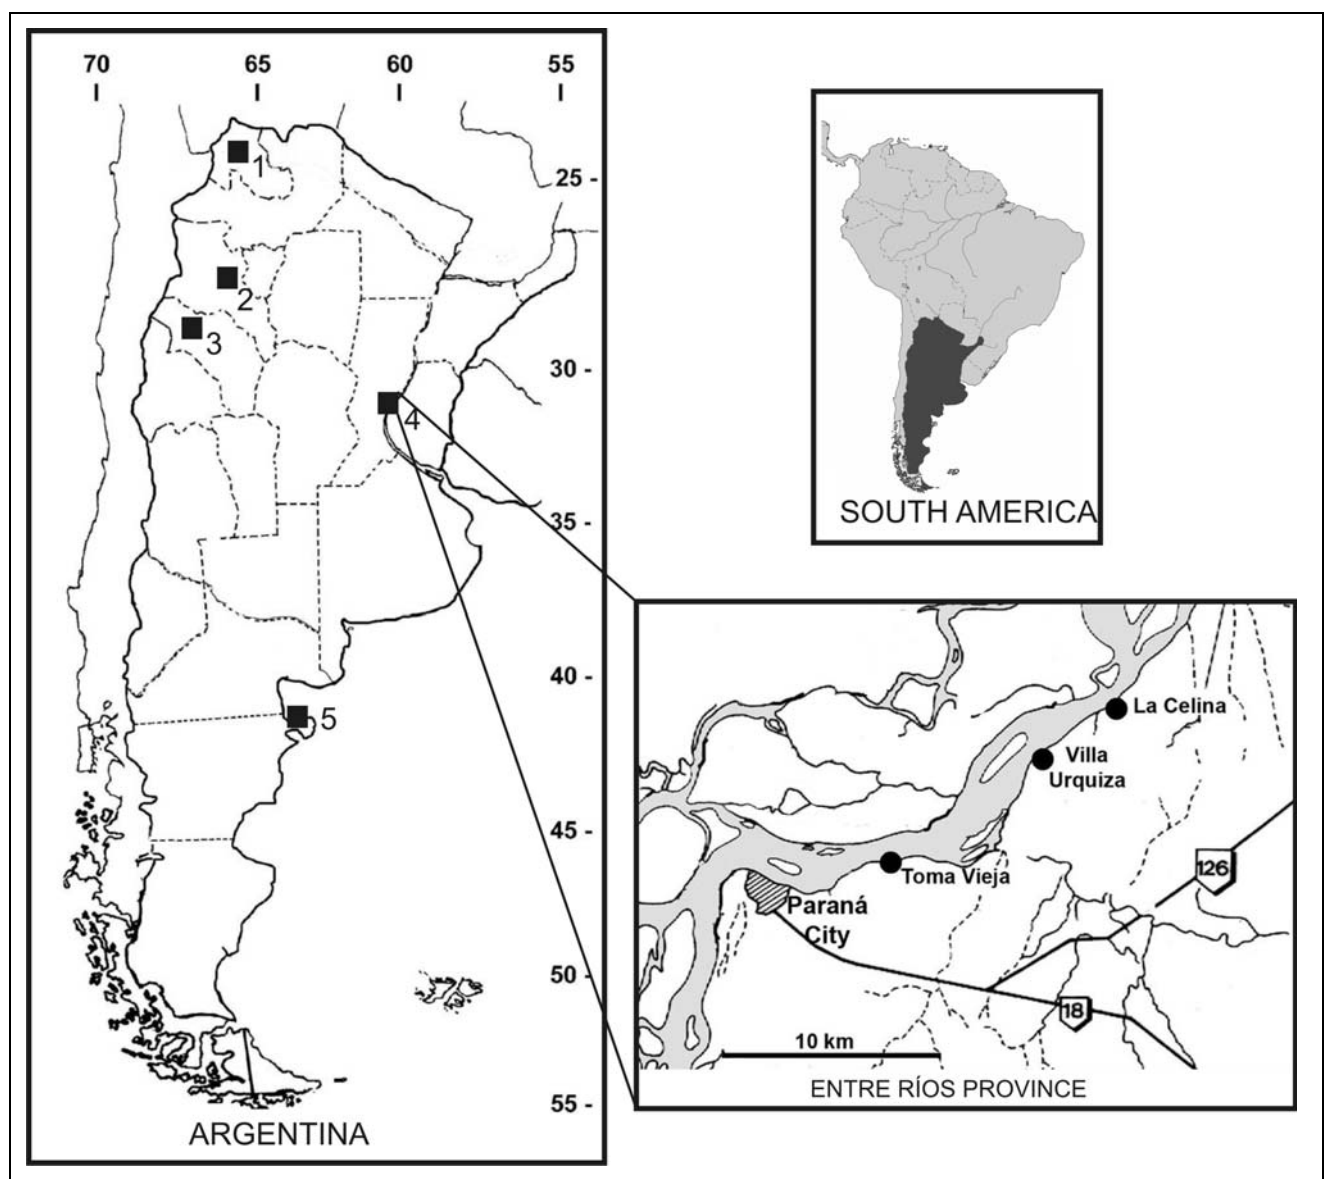 70 65 60 55
25 -
30 -
35 -
40 -
45 -
50 -
55 -
1
2
3
4
5
ARGENTINA
SOUTH AMERICA
La Celina
Villa
Urquiza
Toma Vieja
Paraná
City
126
18
10 km
ENTRE RÍOS PROVINCE